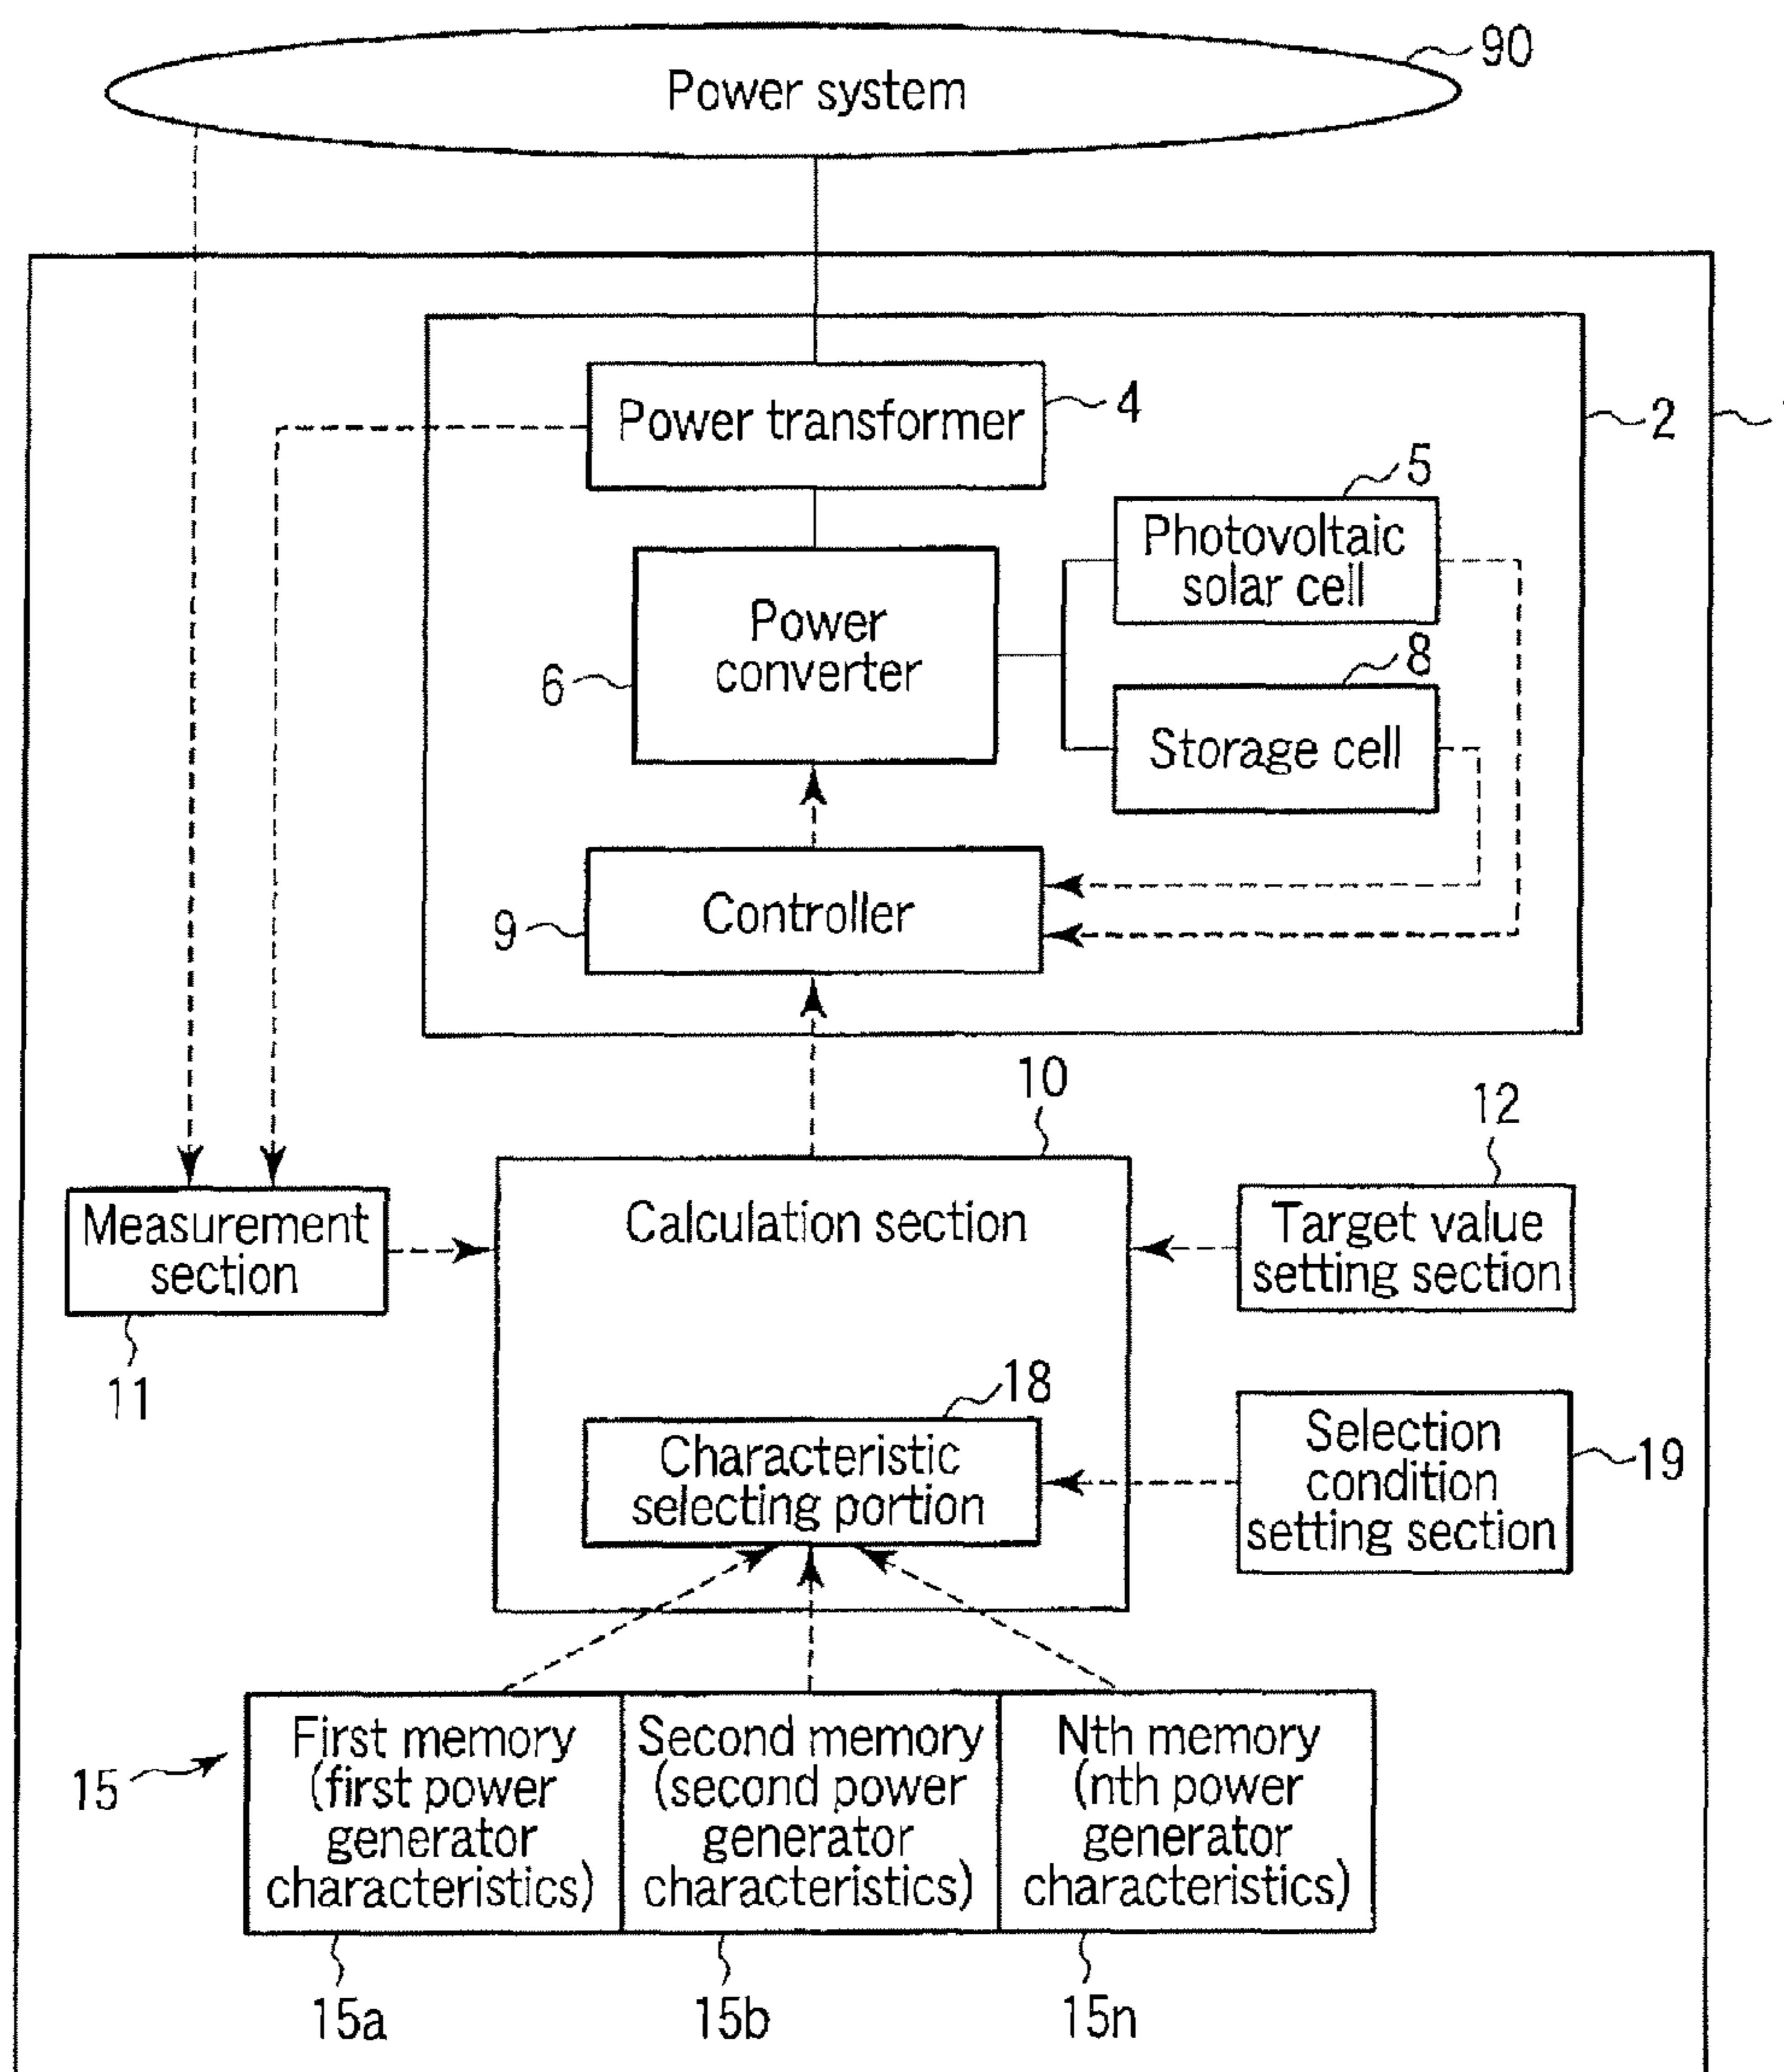 90
Power system
Power transformer
4
2
5
Photovoltaic
solar cell
Power
converter
6
8
Storage cell
Controller
9
10
12
Measurement
section
11
Calculation section
Target value
setting section
18
Characteristic
selecting portion
Selection
condition
setting section
19
15
First memory
(first power
generator
characteristics)
Second memory
(second power
generator
characteristics)
Nth memory
(nth power
generator
characteristics)
15a
15b
15n